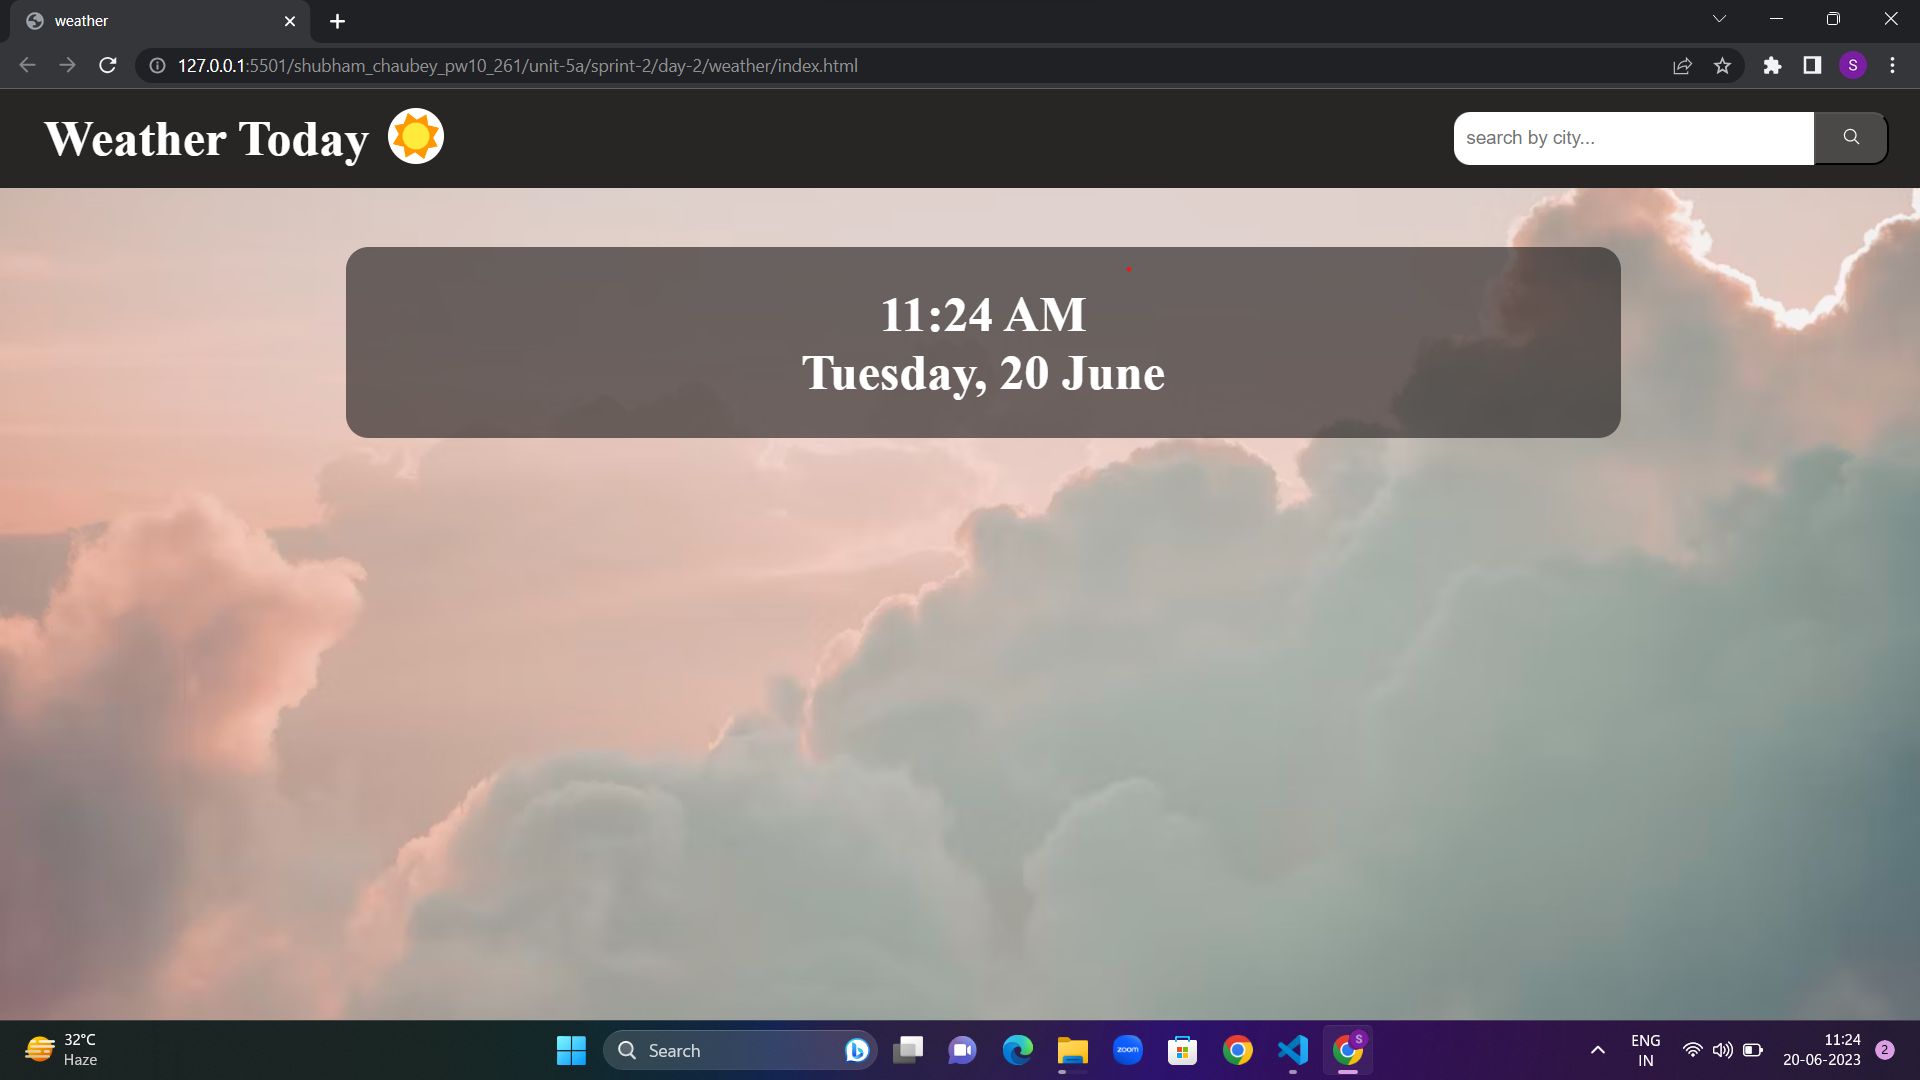 weather
127.0.0.1:5501/shubham_chaubey_pw10_261/unit-5a/sprint-2/day-2/weather/index.html
S
Weather Today
search by city...
11:24 AM
Tuesday, 20 June
32°C
Haze
Search
zoom
S
ENG
IN
11:24
20-06-2023
2